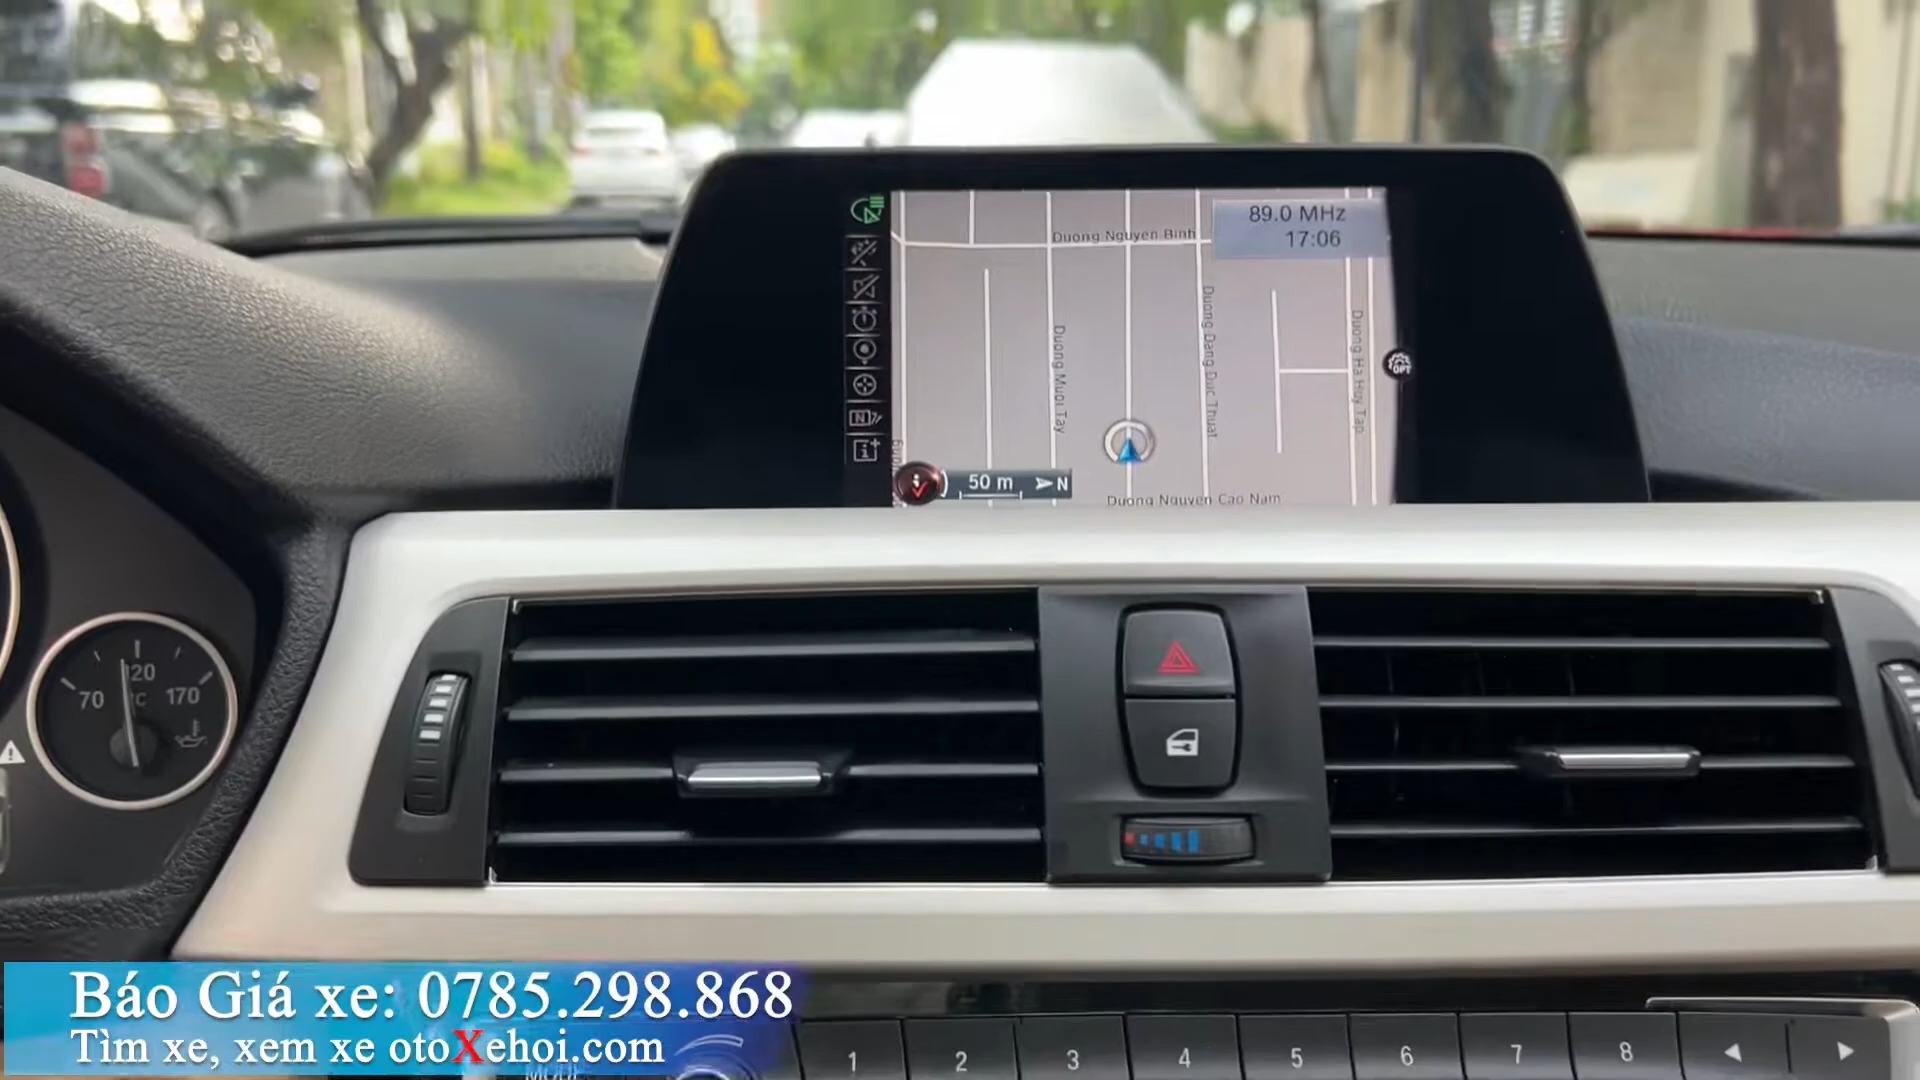 89.0 MHz
17:06
Duong Nguyen Binh
Duong Muoi Tay
Duong Dang Duc Thuat
Duong Ha Huy Tap
OPT
N
50 m
N
Duong Nguyen Cao Nam
70
120
170
°C
Báo Giá xe: 0785.298.868
Tìm xe, xem xe otoXehoi.com
MODE
1
2
3
4
5
6
7
8